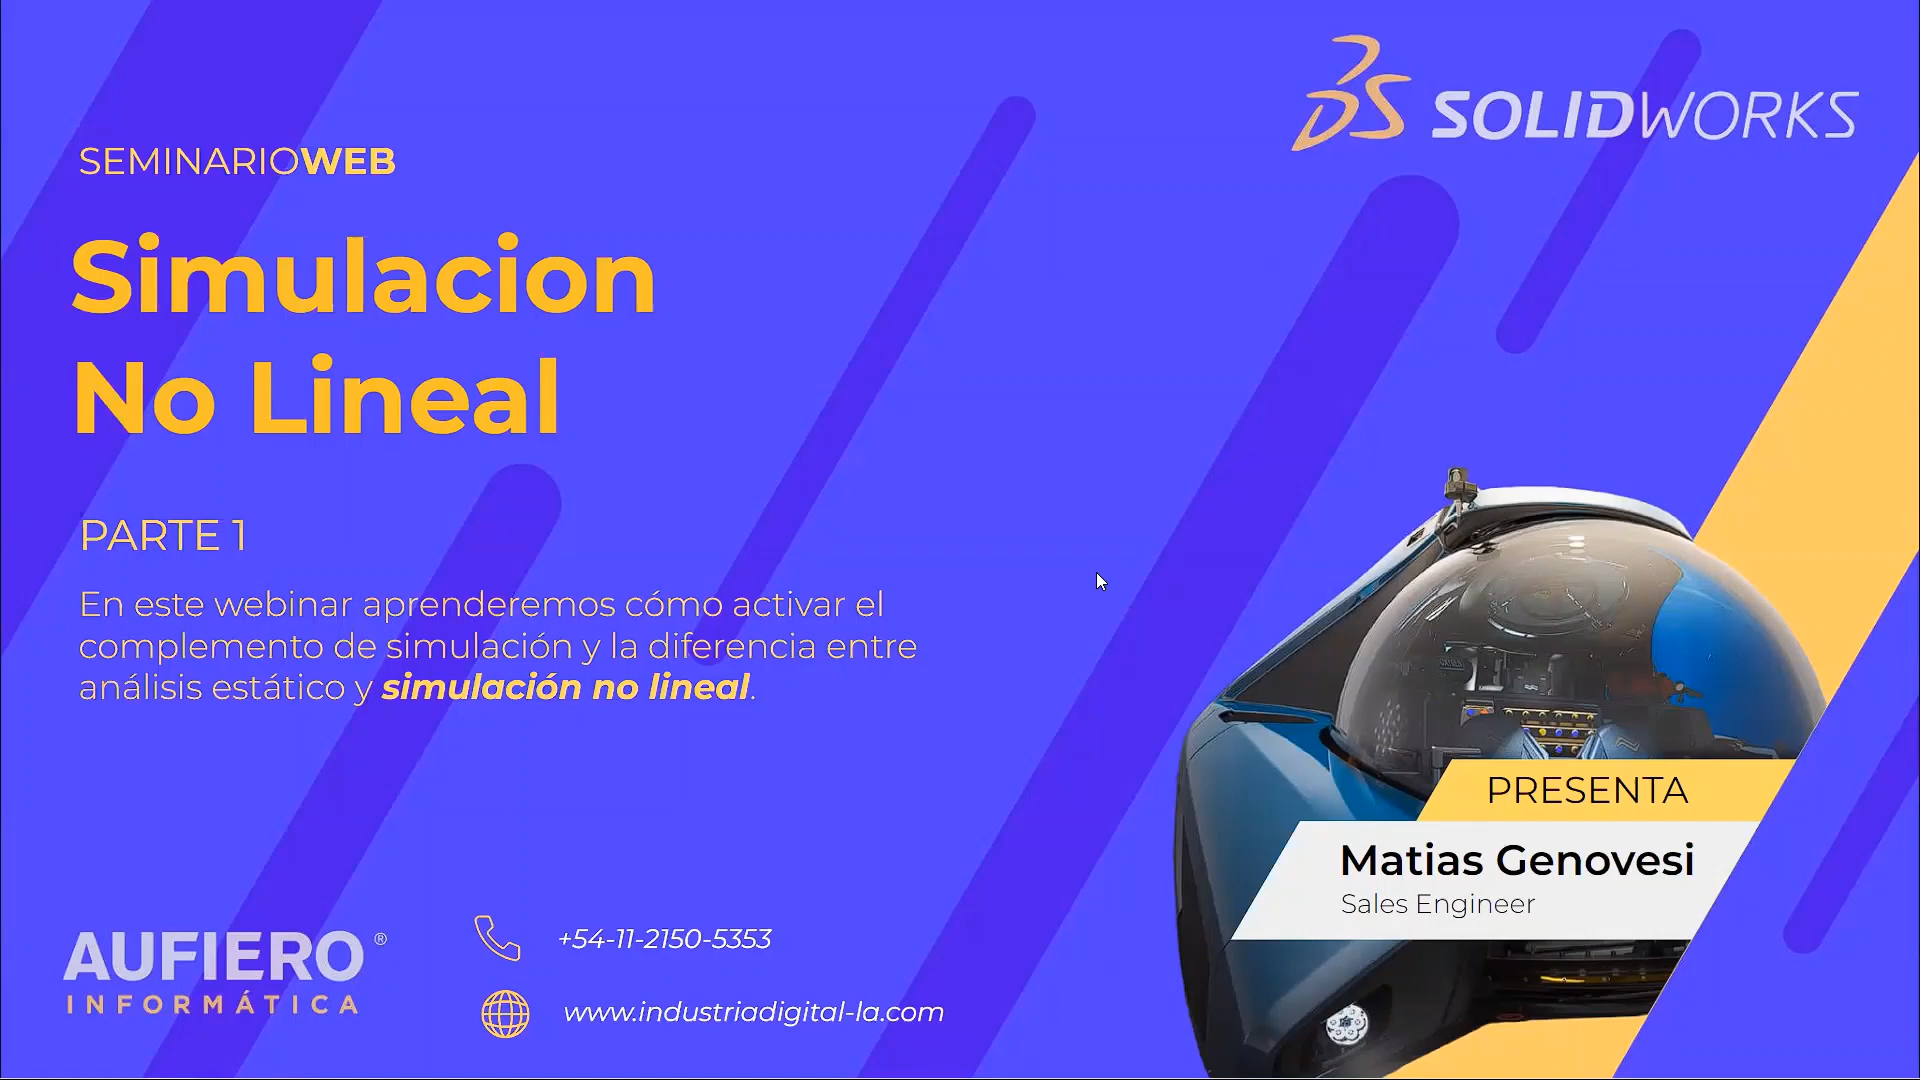 SOLIDWORKS
SEMINARIOWEB
Simulacion
No Lineal
PARTE 1
En este webinar aprenderemos cómo activar el
complemento de simulación y la diferencia entre
análisis estático y simulación no lineal.
PRESENTA
Matias Genovesi
Sales Engineer
AUFIERO®
INFORMÁTICA
+54-11-2150-5353
www.industriadigital-la.com